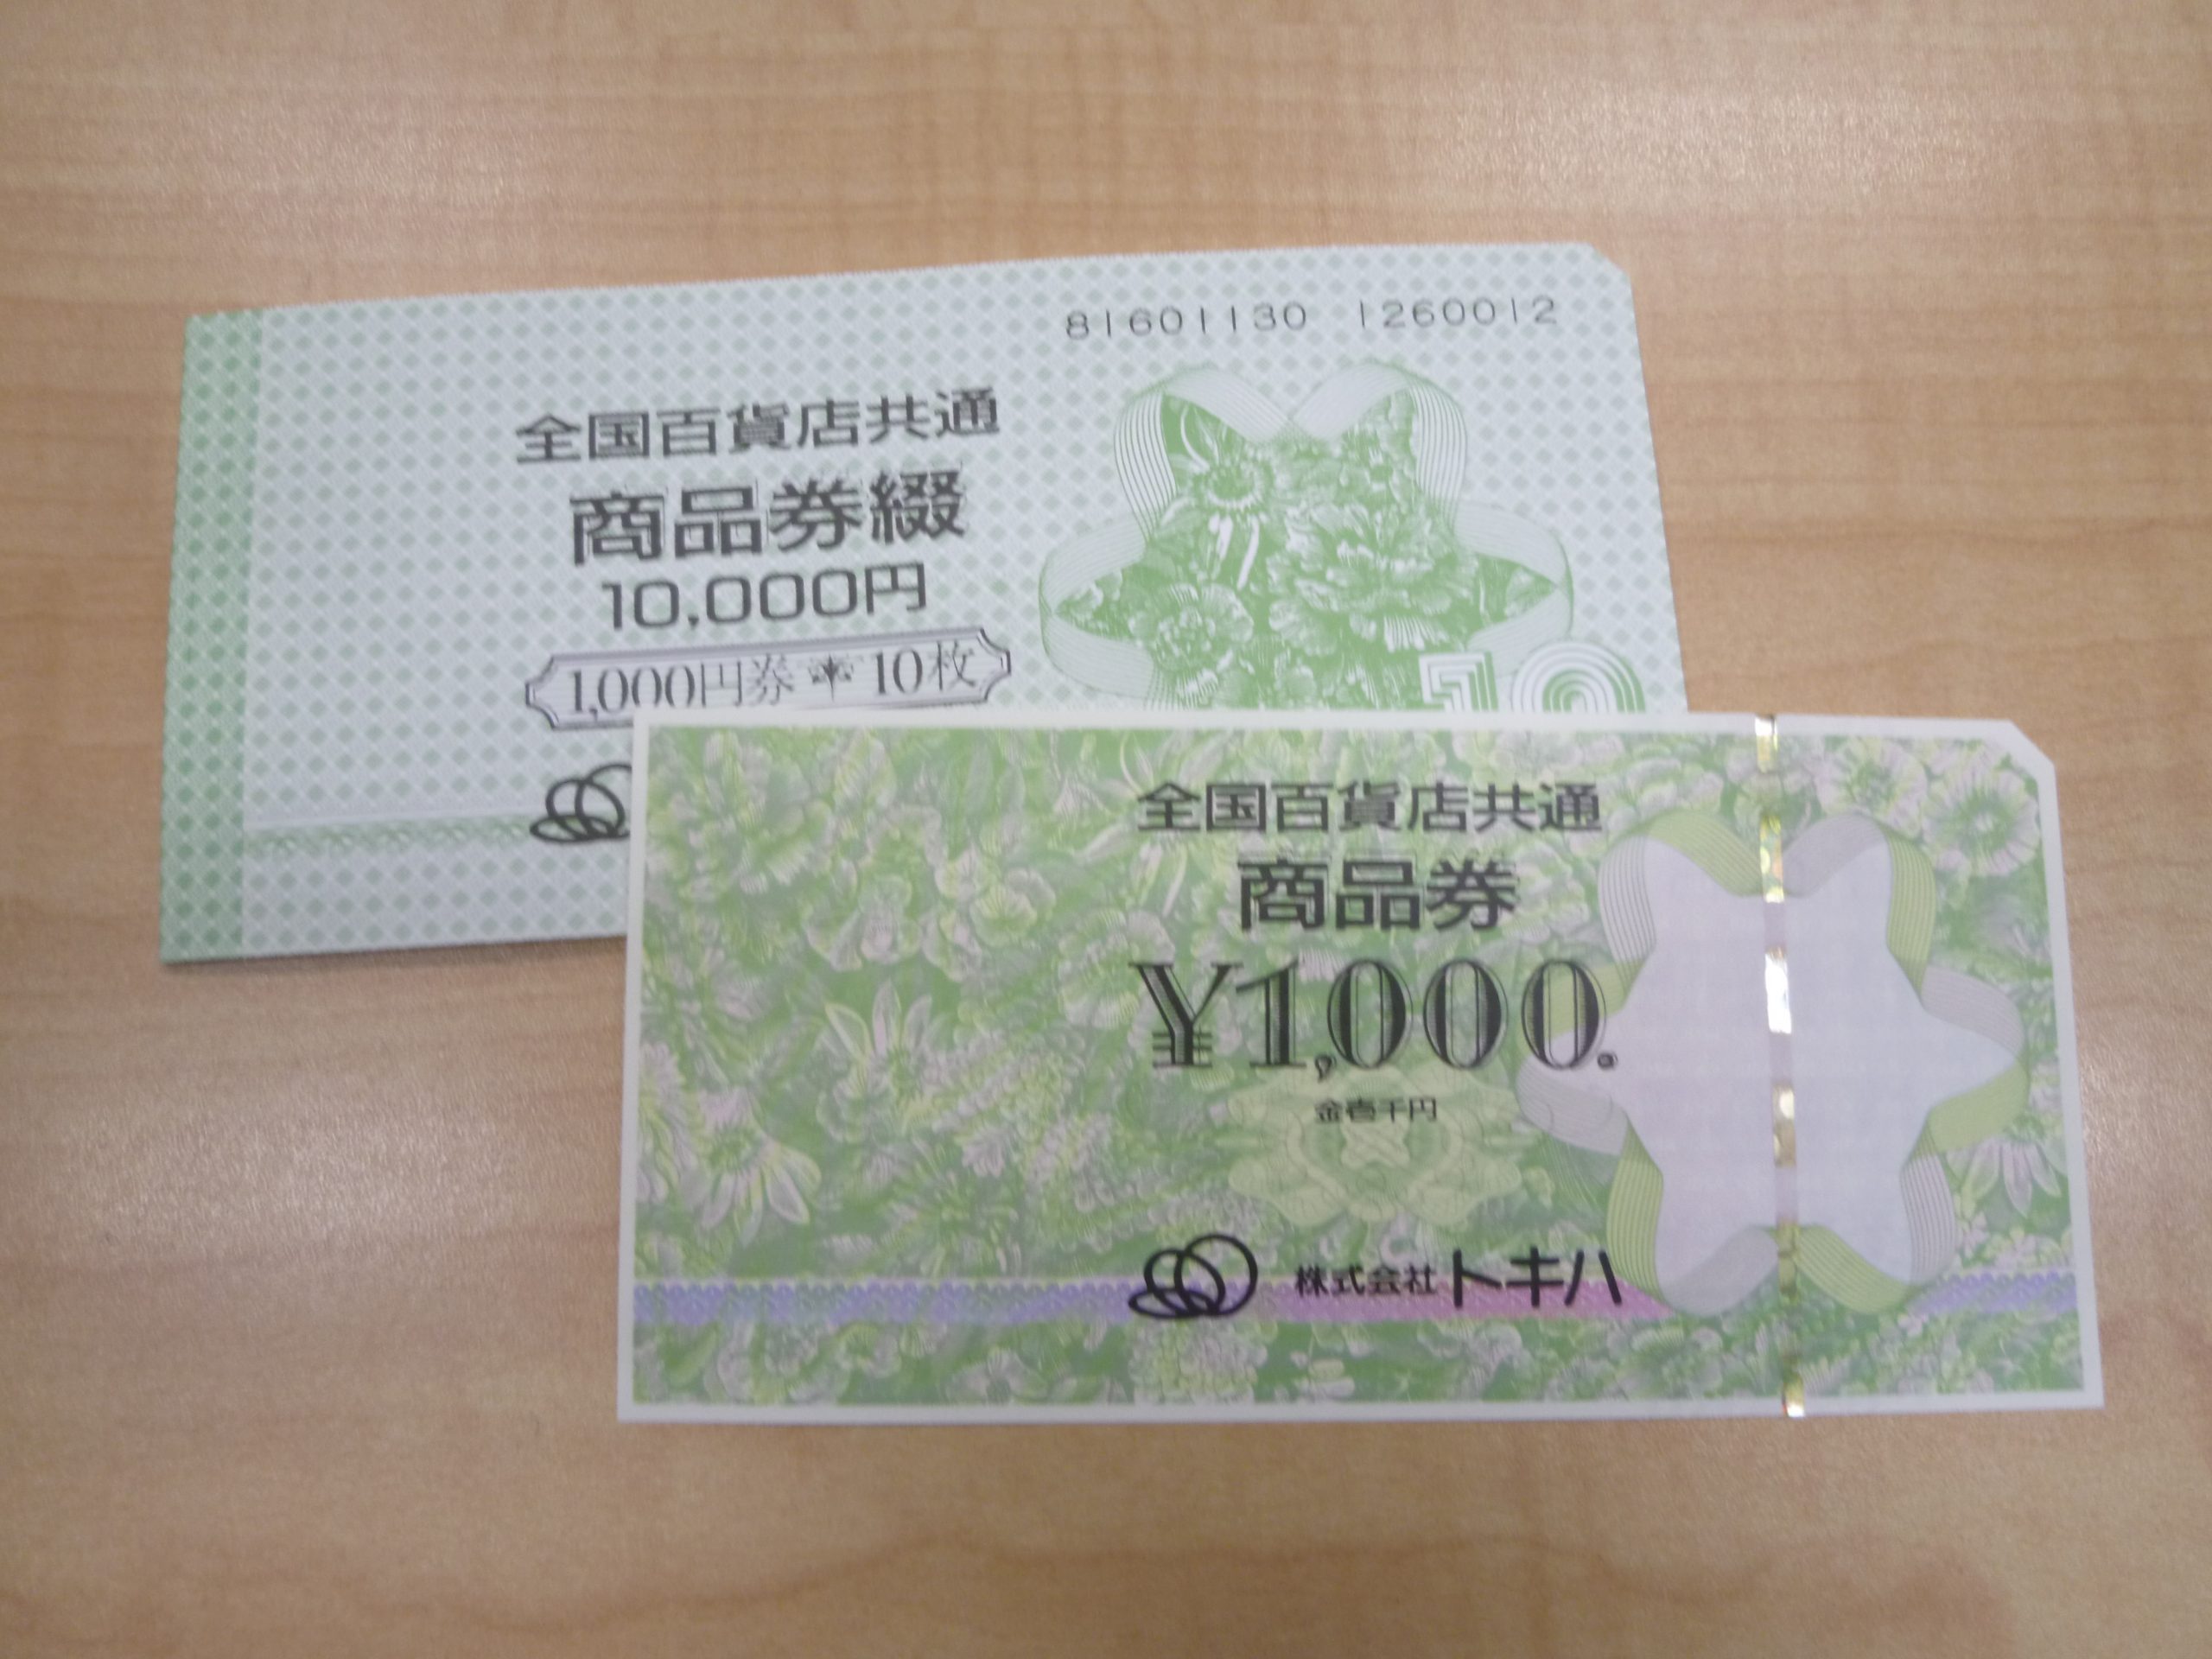 81601130 1260012
全国百貨店共通
商品券綴
10,000円
1,000円券 10枚
10
全国百貨店共通
商品券
¥1,000.
金壱千円
株式会社トキハ